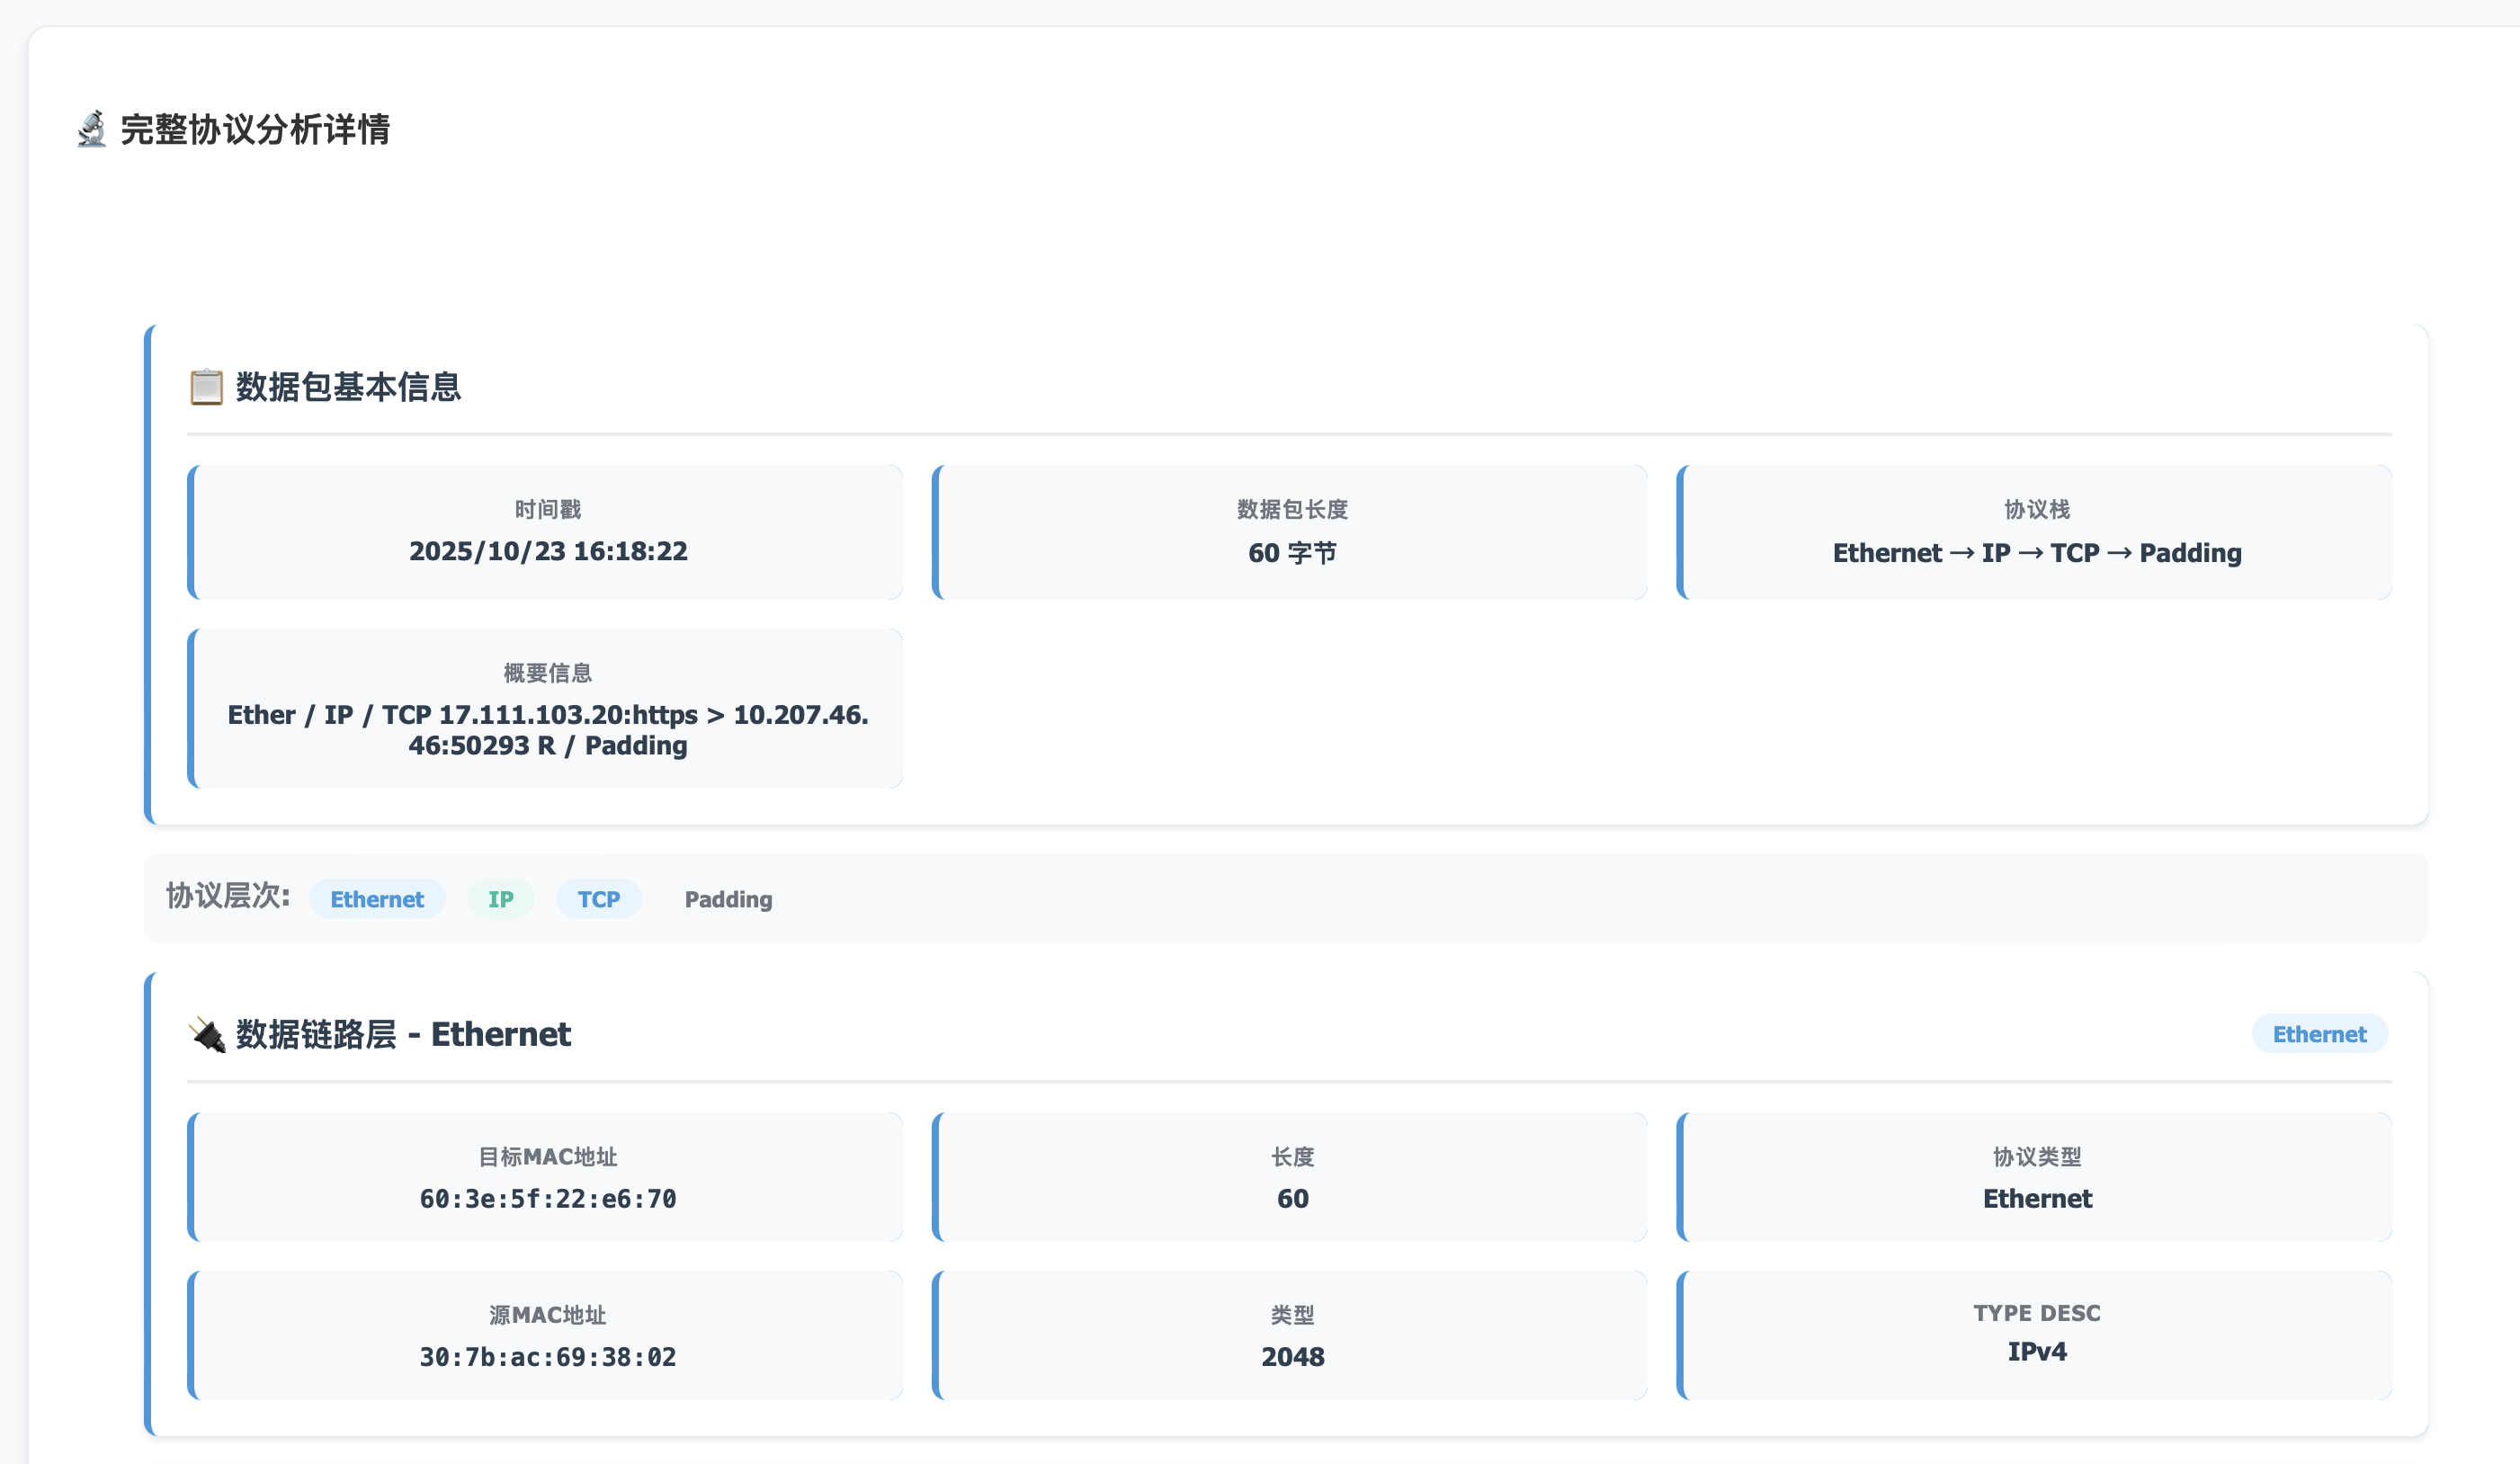 完整协议分析详情
数据包基本信息
时间戳
2025/10/23 16:18:22
数据包长度
60 字节
协议栈
Ethernet → IP → TCP → Padding
概要信息
Ether / IP / TCP 17.111.103.20:https > 10.207.46.
46:50293 R / Padding
协议层次: Ethernet IP TCP Padding
数据链路层 - Ethernet Ethernet
目标MAC地址
60:3e:5f:22:e6:70
长度
60
协议类型
Ethernet
源MAC地址
30:7b:ac:69:38:02
类型
2048
TYPE DESC
IPv4